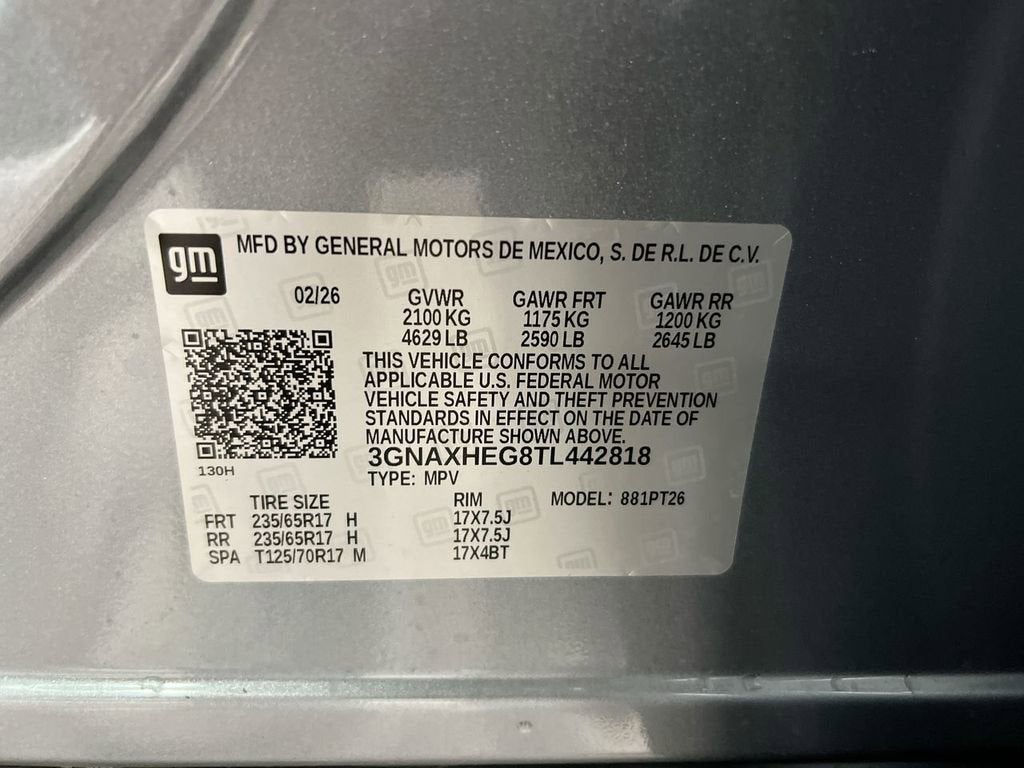 gm MFD BY GENERAL MOTORS DE MEXICO, S. DE R.L. DE C.V.
02/26 GVWR GAWR FRT GAWR RR
2100 KG 1175 KG 1200 KG
4629 LB 2590 LB 2645 LB
THIS VEHICLE CONFORMS TO ALL
APPLICABLE U.S. FEDERAL MOTOR
VEHICLE SAFETY AND THEFT PREVENTION
STANDARDS IN EFFECT ON THE DATE OF
MANUFACTURE SHOWN ABOVE.
3GNAXHEG8TL442818
130H
TYPE: MPV
TIRE SIZE RIM MODEL: 881PT26
FRT 235/65R17 H 17X7.5J
RR 235/65R17 H 17X7.5J
SPA T125/70R17 M 17X4BT